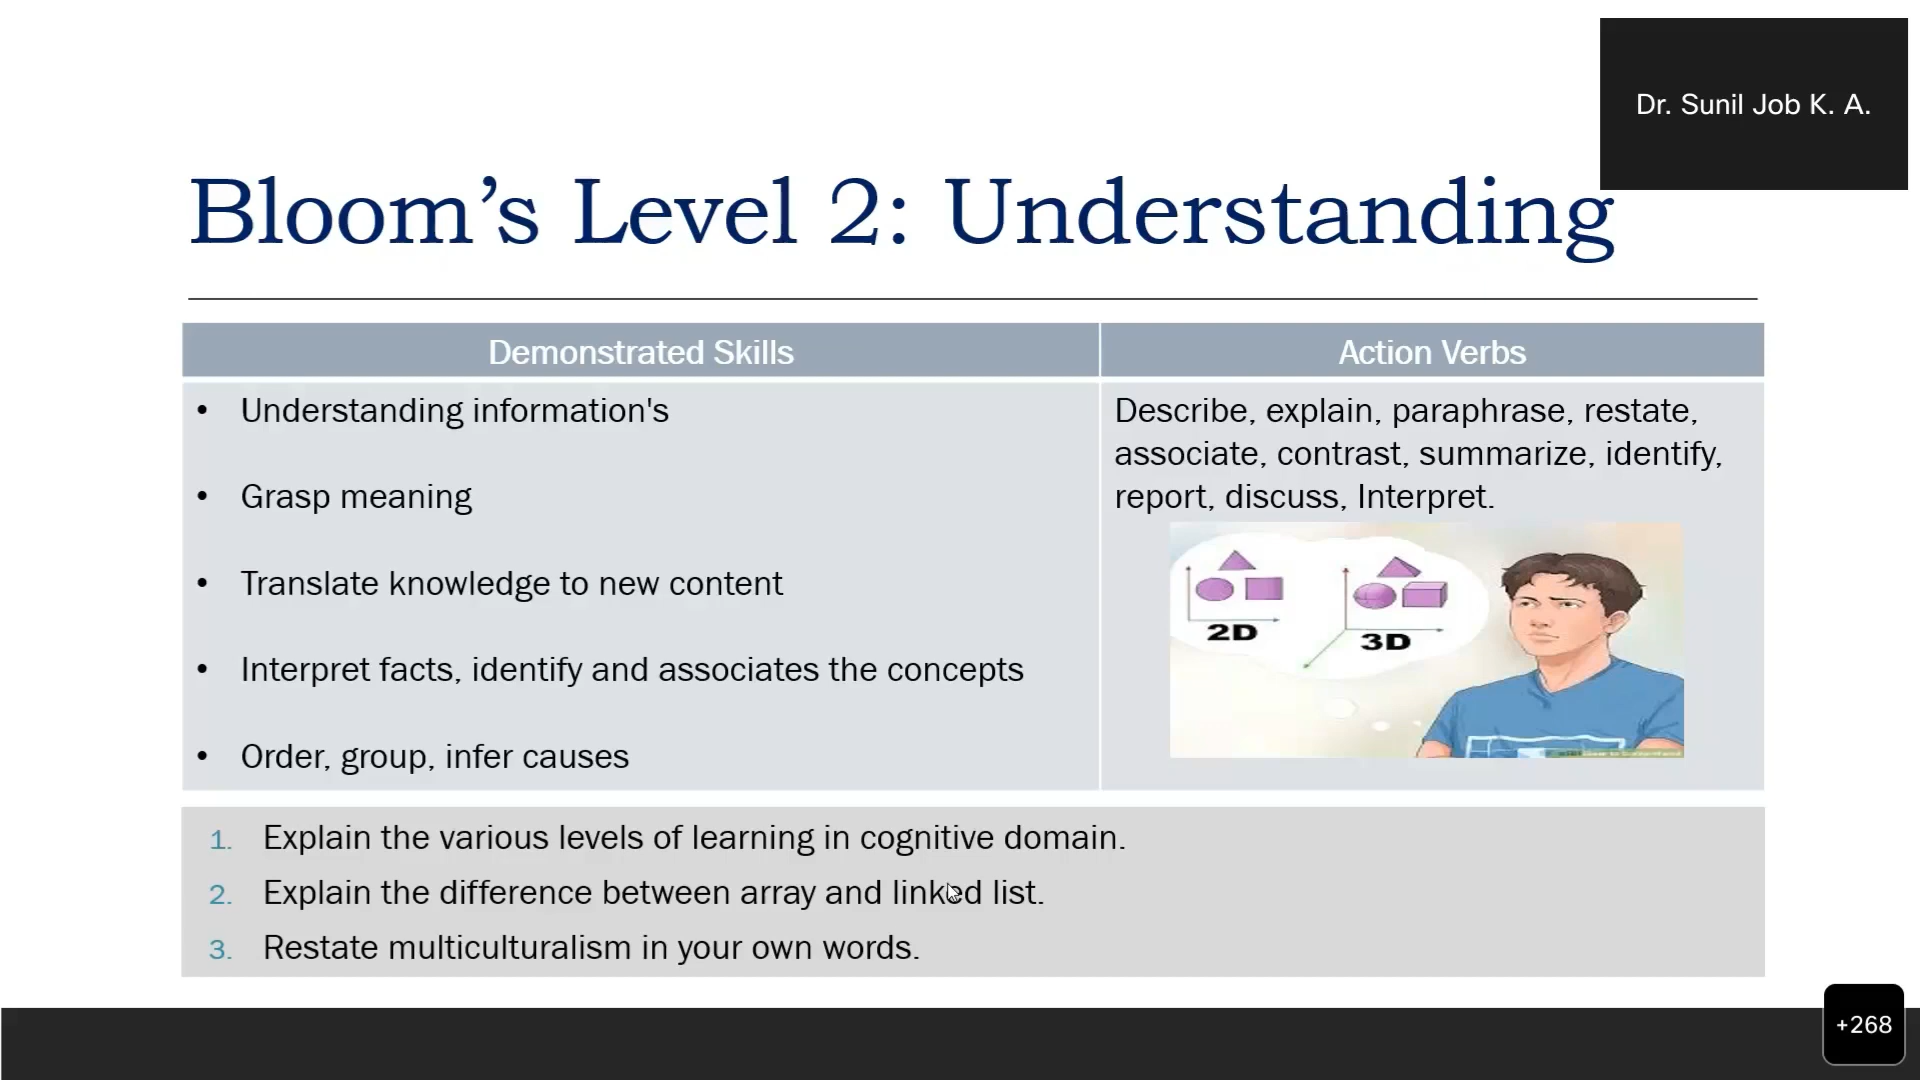 Dr. Sunil Job K. A.
Bloom’s Level 2: Understanding
Demonstrated Skills
Action Verbs
• Understanding information's
• Grasp meaning
• Translate knowledge to new content
• Interpret facts, identify and associates the concepts
• Order, group, infer causes
Describe, explain, paraphrase, restate,
associate, contrast, summarize, identify,
report, discuss, Interpret.
2D
3D
1. Explain the various levels of learning in cognitive domain.
2. Explain the difference between array and linked list.
3. Restate multiculturalism in your own words.
+268